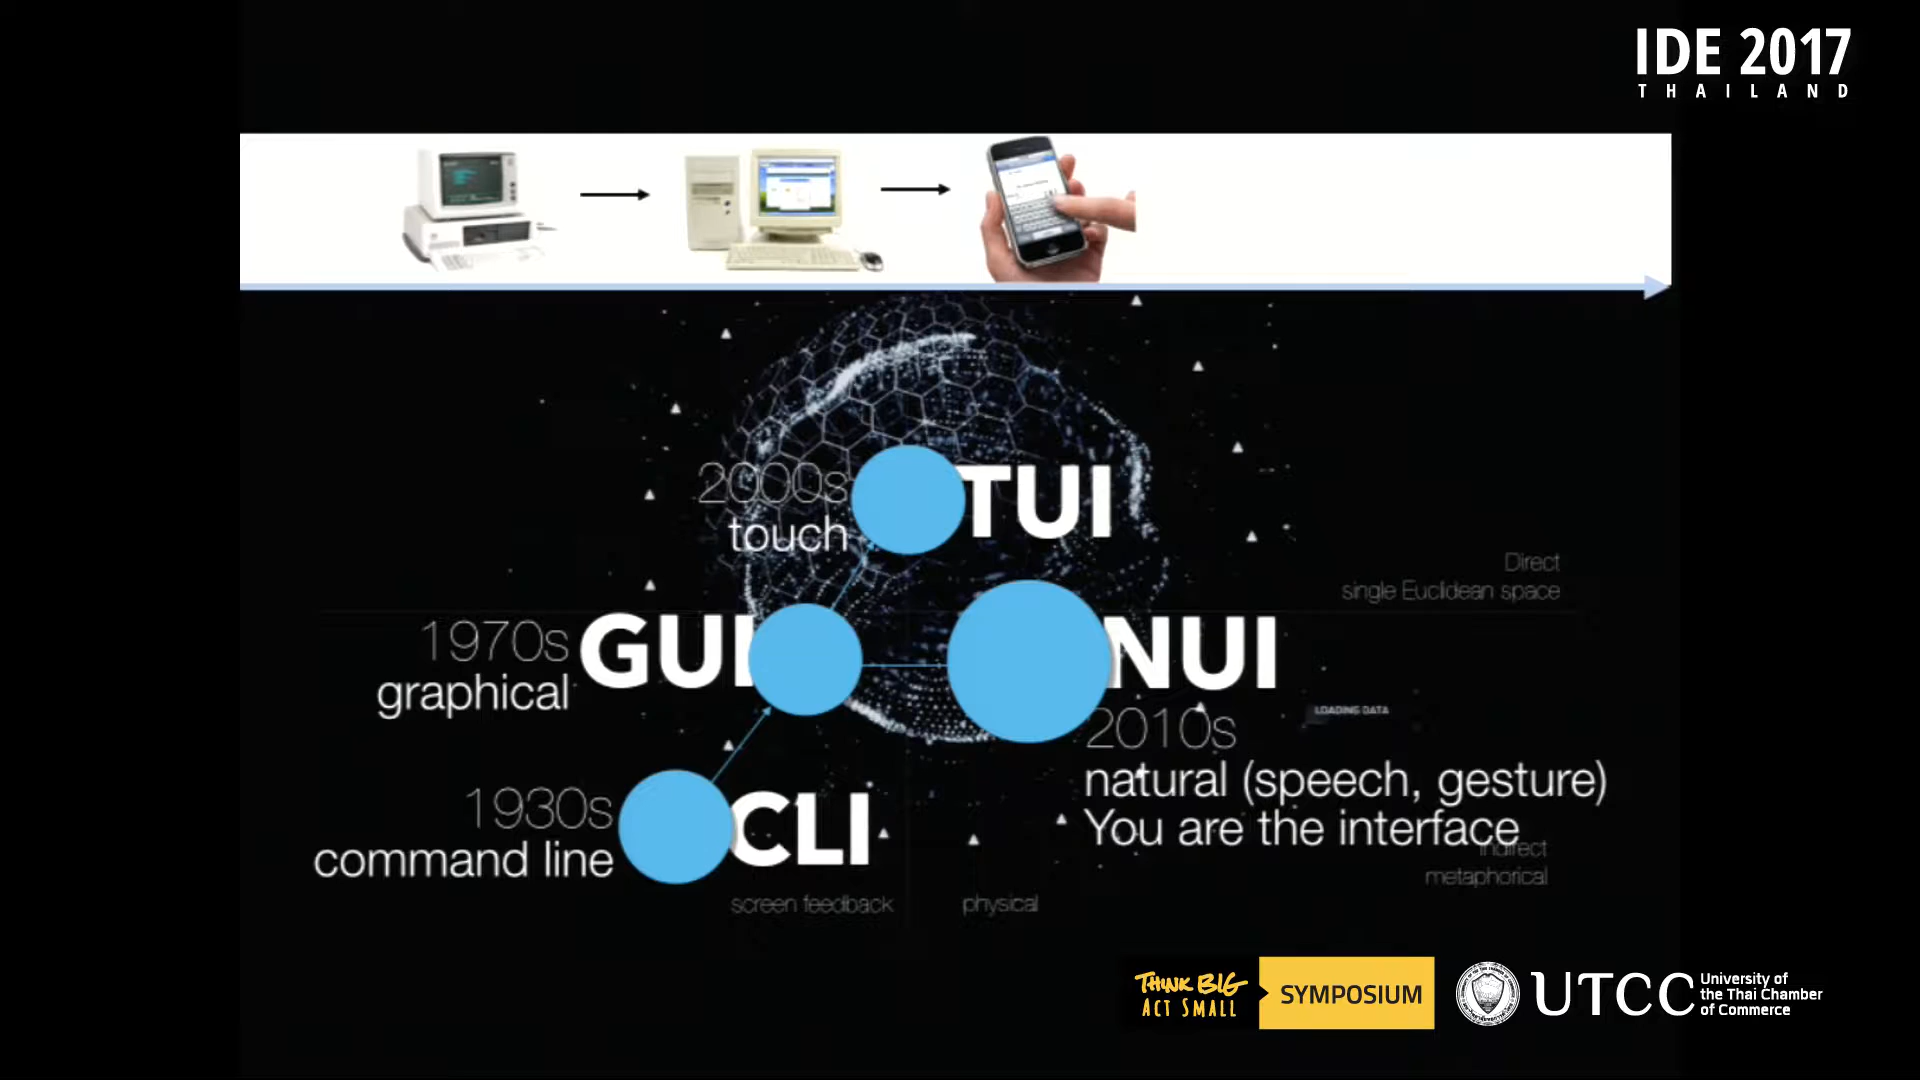 IDE 2017
THAILAND
2000s
touch
TUI
Direct
single Euclidean space
1970s
graphical
GUI
NUI
2010s
natural (speech, gesture)
You are the interface
LOADING DATA
1930s
command line
CLI
indirect
metaphorical
screen feedback
physical
THINK BIG
ACT SMALL
SYMPOSIUM
UTCC
University of
the Thai Chamber
of Commerce